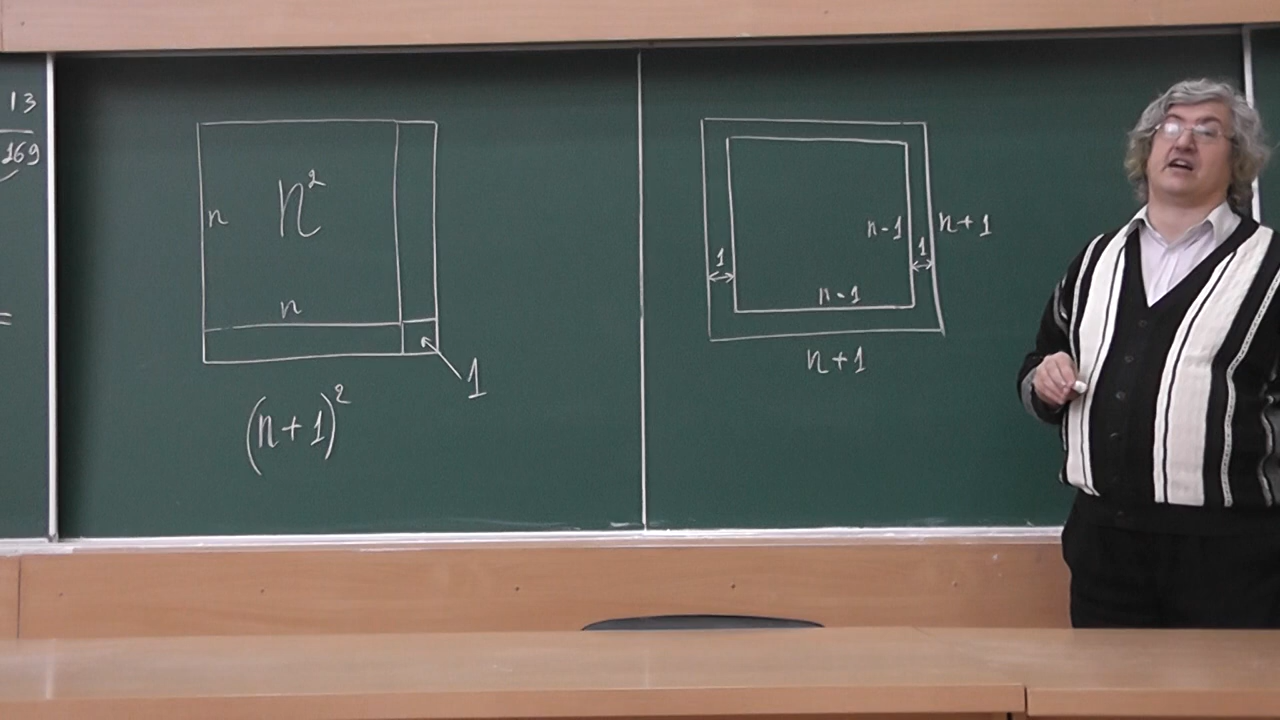 13
169
=
n²
n
n
1
(n+1)²
n-1
n+1
1
1
n-1
n+1